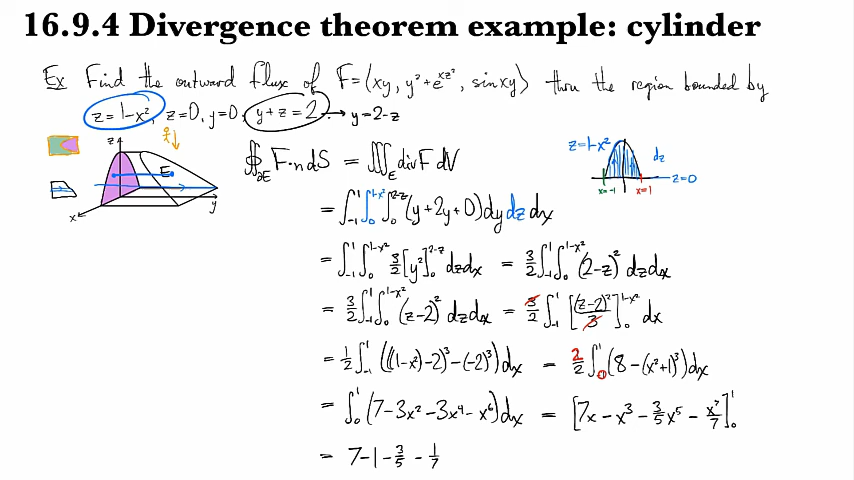 16.9.4 Divergence theorem example: cylinder
Ex Find the outward flux of F=⟨xy, y²+e^{xz²}, sinxy⟩ thru the region bounded by
z=1-x², z=0, y=0, y+z=2 → y=2-z
z
E
x
y
z=1-x²
dz
z=0
x=-1
x=1
∯_{∂E} F·n dS = ∭_E div F dV
= ∫_{-1}^{1} ∫_0^{1-x²} ∫_0^{2-z} (y+2y+0) dy dz dx
= ∫_{-1}^{1} ∫_0^{1-x²} 3/2 [y²]_0^{2-z} dz dx = 3/2 ∫_{-1}^{1} ∫_0^{1-x²} (2-z)² dz dx
= 3/2 ∫_{-1}^{1} ∫_0^{1-x²} (z-2)² dz dx = 3/2 ∫_{-1}^{1} [(z-2)²/3]_0^{1-x²} dx
= 1/2 ∫_{-1}^{1} (((1-x²)-2)³-(-2)³) dx = 2/2 ∫_0^1 (8-(x²+1)³) dx
= ∫_0^1 (7-3x²-3x⁴-x⁶) dx = [7x-x³-3/5x⁵-x⁷/7]_0^1
= 7-1-3/5-1/7